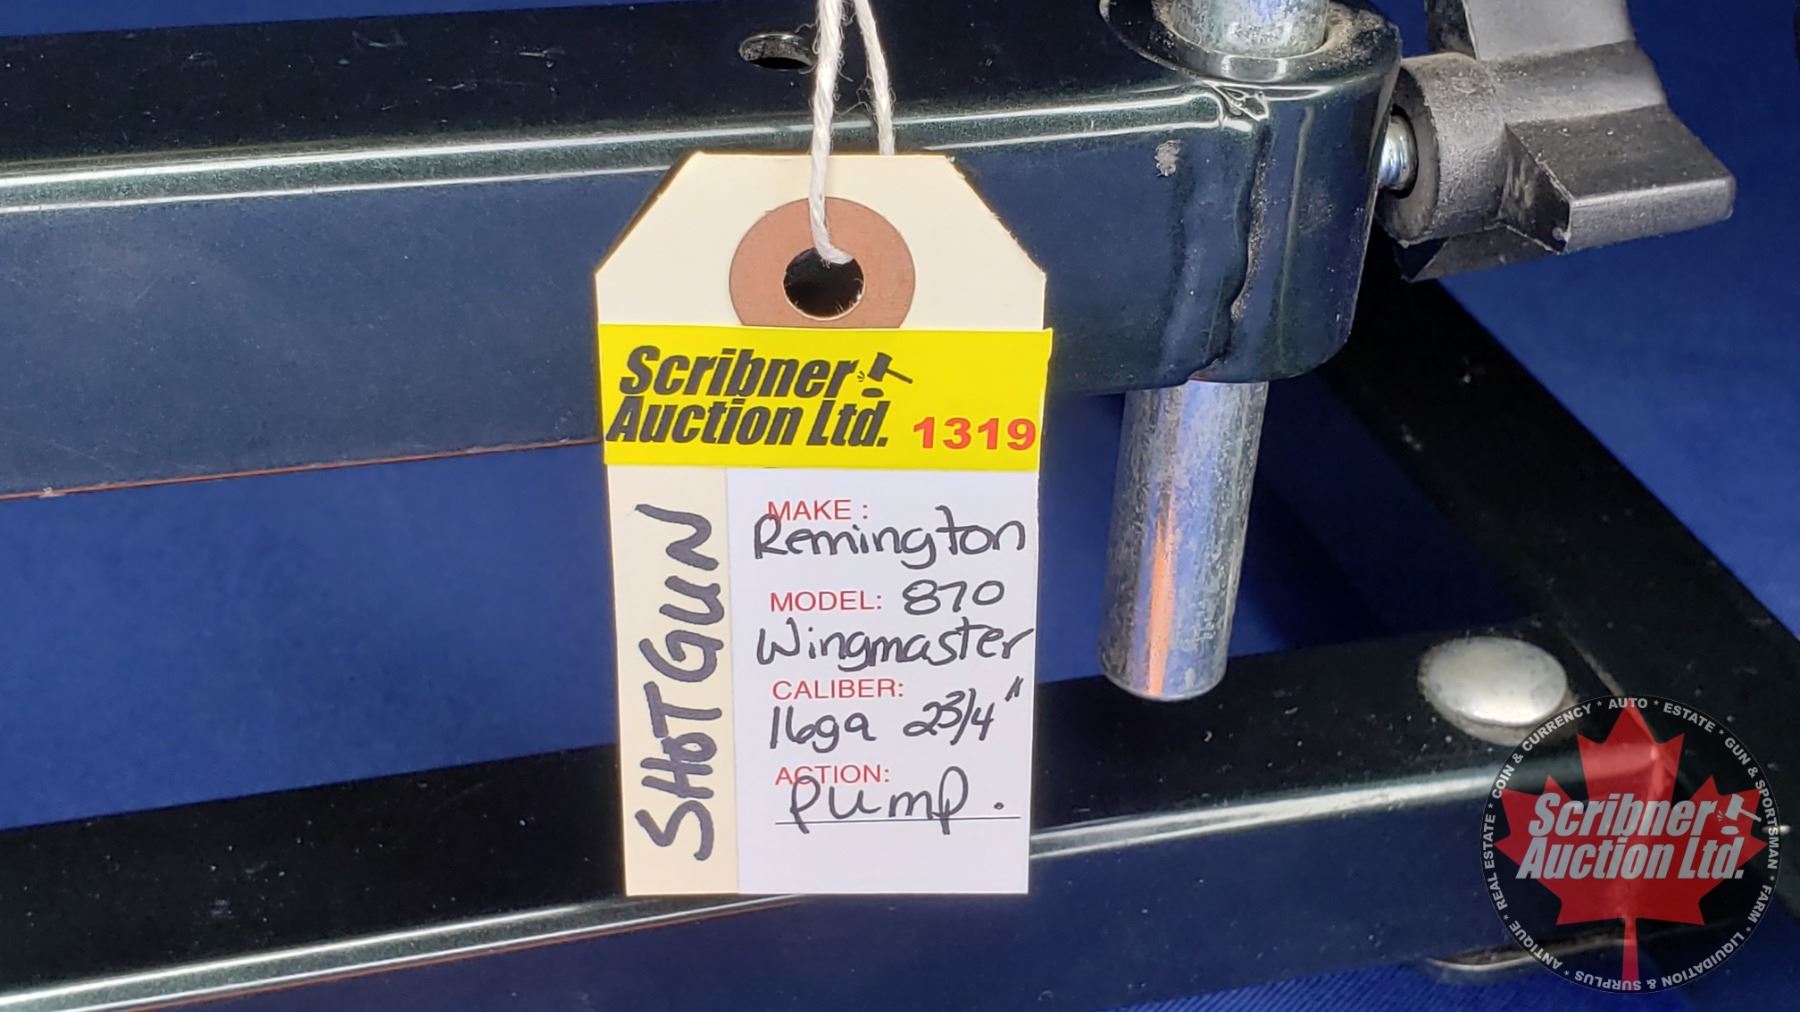 Scribner
Auction Ltd. 1319
SHOTGUN
MAKE :
Remington
MODEL: 870
Wingmaster
CALIBER:
16ga 2 3/4"
ACTION:
Pump.
ANTIQUE * REAL ESTATE * COIN & CURRENCY * AUTO * ESTATE * GUN & SPORTSMAN * FARM * LIQUIDATION & SURPLUS *
Scribner
Auction Ltd.